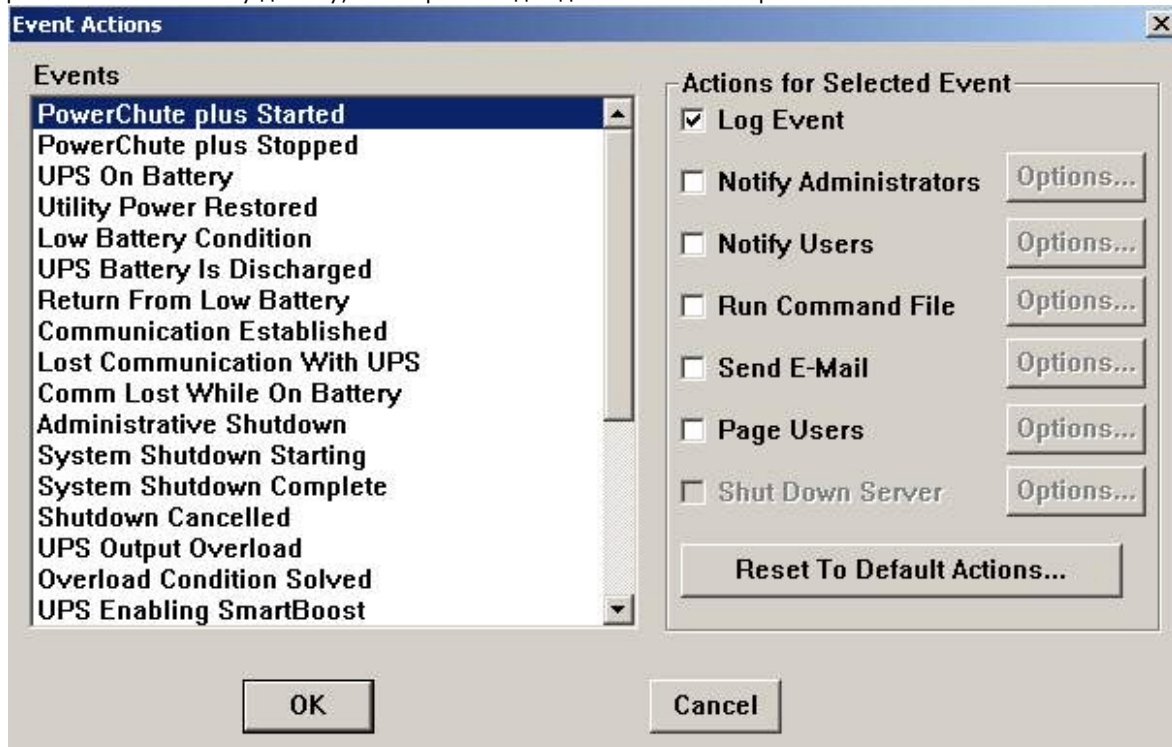 Event Actions
Events
PowerChute plus Started
PowerChute plus Stopped
UPS On Battery
Utility Power Restored
Low Battery Condition
UPS Battery Is Discharged
Return From Low Battery
Communication Established
Lost Communication With UPS
Comm Lost While On Battery
Administrative Shutdown
System Shutdown Starting
System Shutdown Complete
Shutdown Cancelled
UPS Output Overload
Overload Condition Solved
UPS Enabling SmartBoost
Actions for Selected Event
Log Event
Notify Administrators Options...
Notify Users Options...
Run Command File Options...
Send E-Mail Options...
Page Users Options...
Shut Down Server Options...
Reset To Default Actions...
OK
Cancel